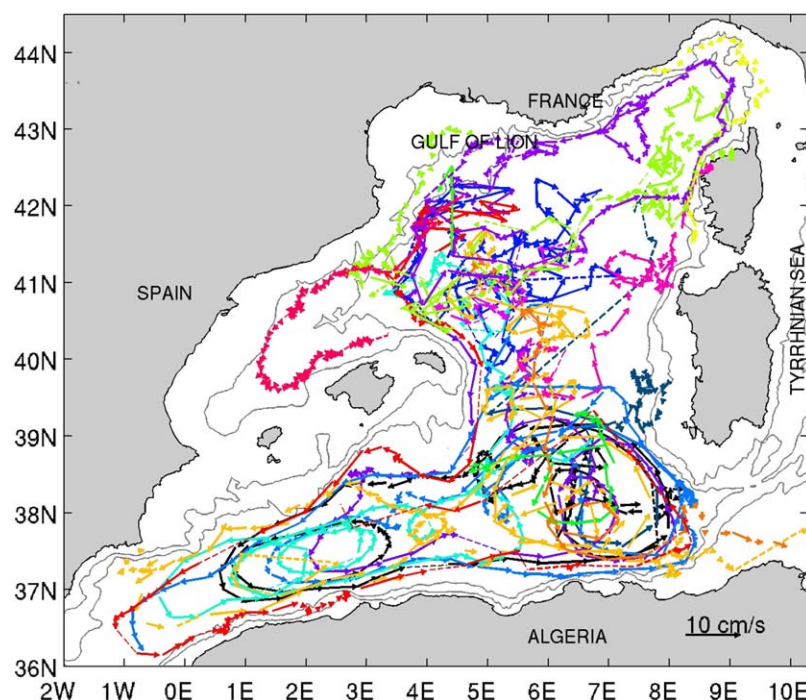 44N
FRANCE
43N
GULF OF LION
42N
41N
SPAIN
TYRRHNIAN SEA
40N
39N
38N
37N
10 cm/s
ALGERIA
36N
2W 1W 0E 1E 2E 3E 4E 5E 6E 7E 8E 9E 10E